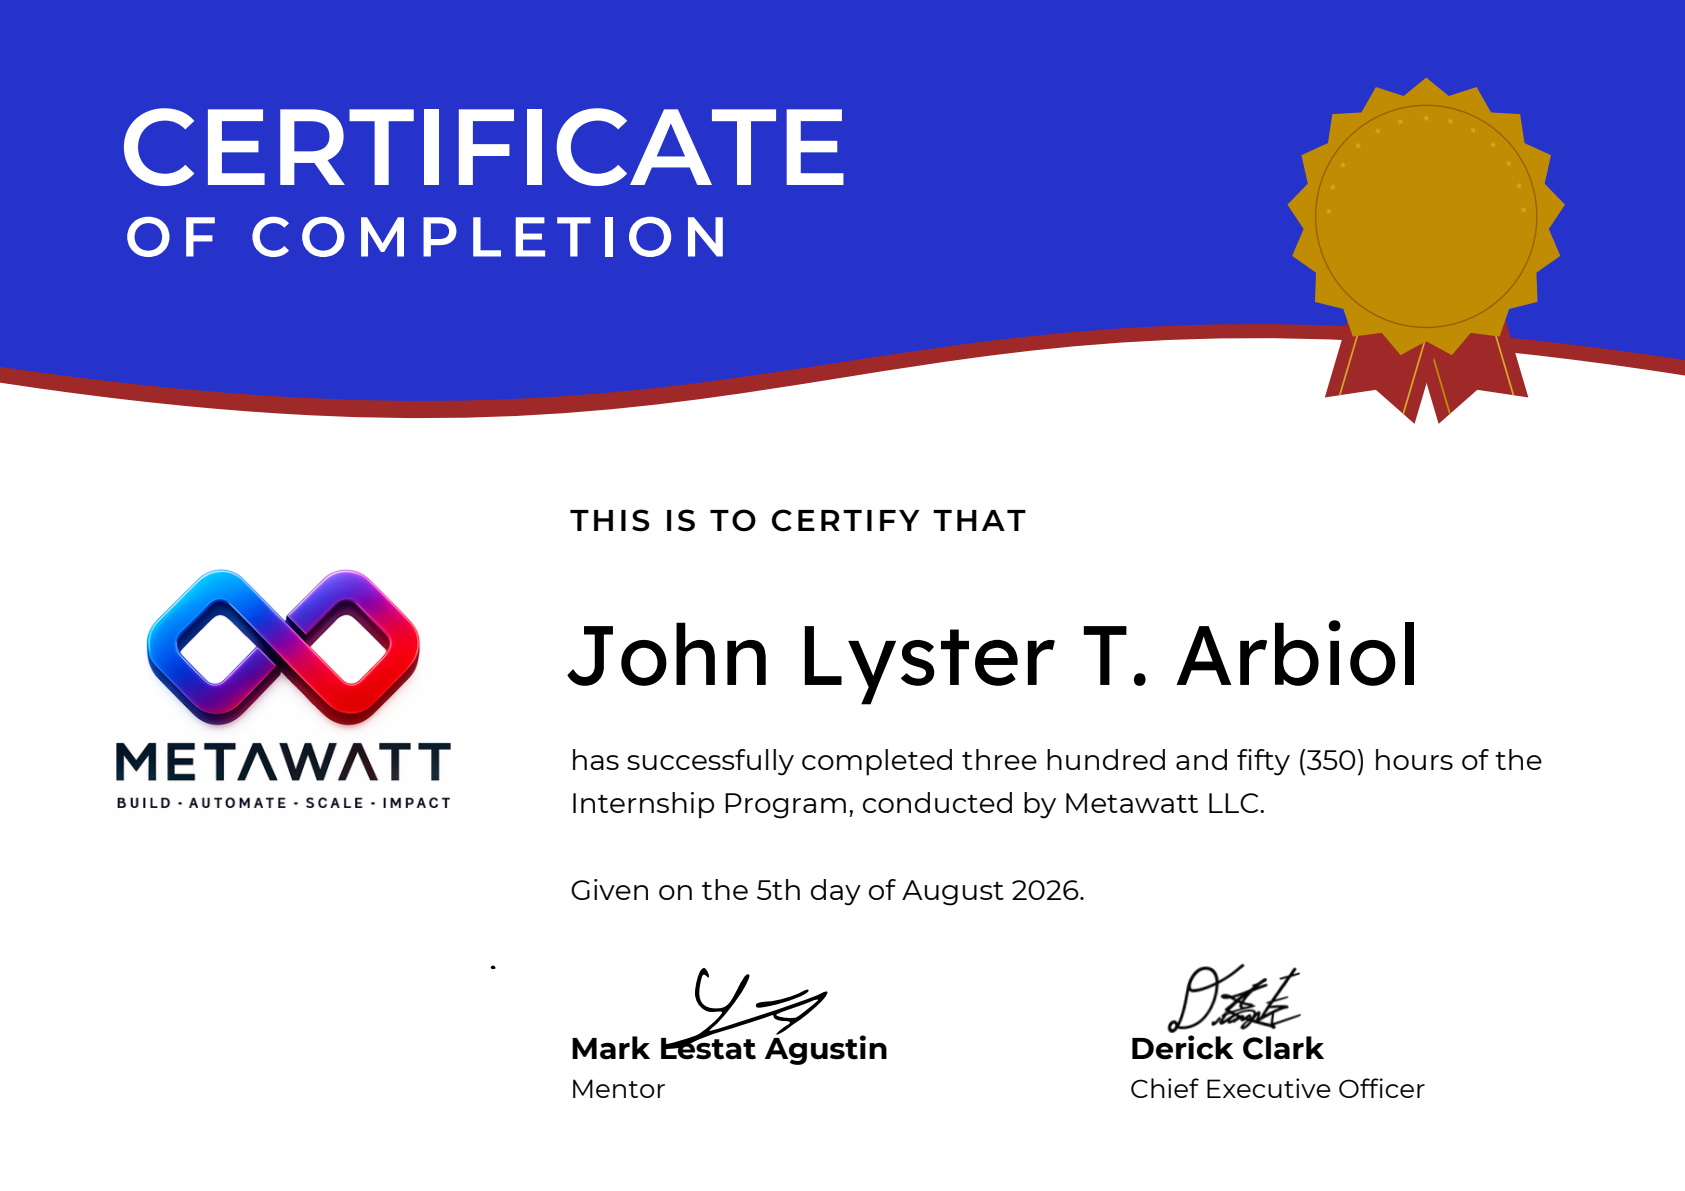 CERTIFICATE
OF COMPLETION
THIS IS TO CERTIFY THAT
John Lyster T. Arbiol
METAWATT
BUILD - AUTOMATE - SCALE - IMPACT
has successfully completed three hundred and fifty (350) hours of the
Internship Program, conducted by Metawatt LLC.
Given on the 5th day of August 2026.
Mark Lestat Agustin
Mentor
Derick Clark
Chief Executive Officer